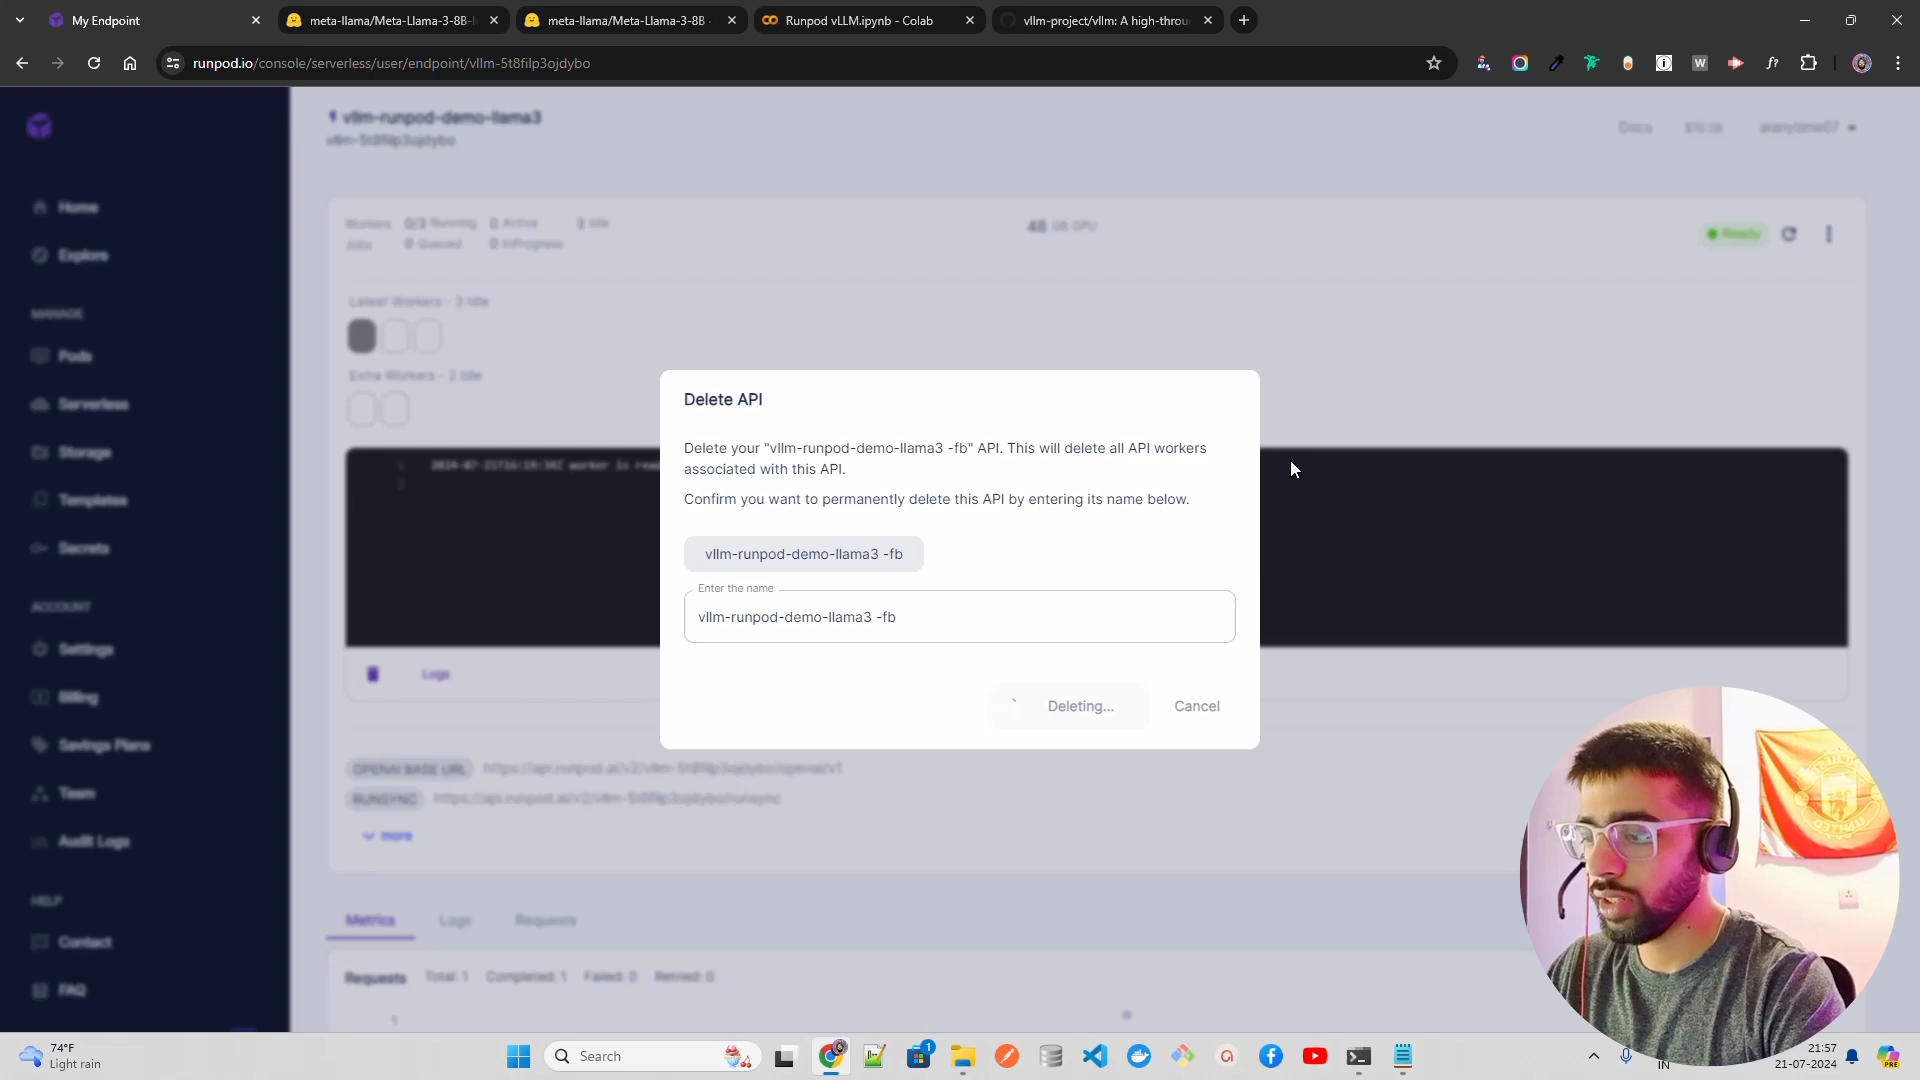 My Endpoint
meta-llama/Meta-Llama-3-8B-I
meta-llama/Meta-Llama-3-8B
Runpod vLLM.ipynb - Colab
vllm-project/vllm: A high-throu
runpod.io/console/serverless/user/endpoint/vllm-5t8filp3ojdybo
vllm-runpod-demo-llama3
vllm-5t8filp3ojdybo
Docs
akanytime07
Home
Explore
MANAGE
Pods
Serverless
Storage
Templates
Secrets
ACCOUNT
Settings
Billing
Savings Plans
Team
Audit Logs
HELP
Contact
FAQ
Workers 0/3 Running 0 Active 3 Idle
Jobs 0 Queued 0 InProgress
48 GB GPU
Ready
Latest Workers - 3 Idle
Extra Workers - 2 Idle
1 worker is
2
Delete API
Delete your "vllm-runpod-demo-llama3 -fb" API. This will delete all API workers
associated with this API.
Confirm you want to permanently delete this API by entering its name below.
vllm-runpod-demo-llama3 -fb
Enter the name
vllm-runpod-demo-llama3 -fb
Deleting...
Cancel
Logs
OPENAI BASE URL https://api.runpod.ai/v2/vllm-5t8filp3ojdybo/openai/v1
RUNSYNC https://api.runpod.ai/v2/vllm-5t8filp3ojdybo/runsync
more
Metrics Logs Requests
Requests Total: 1 Completed: 1 Failed: 0 Retried: 0
74°F
Light rain
Search
1
IN
21:57
21-07-2024
PRE